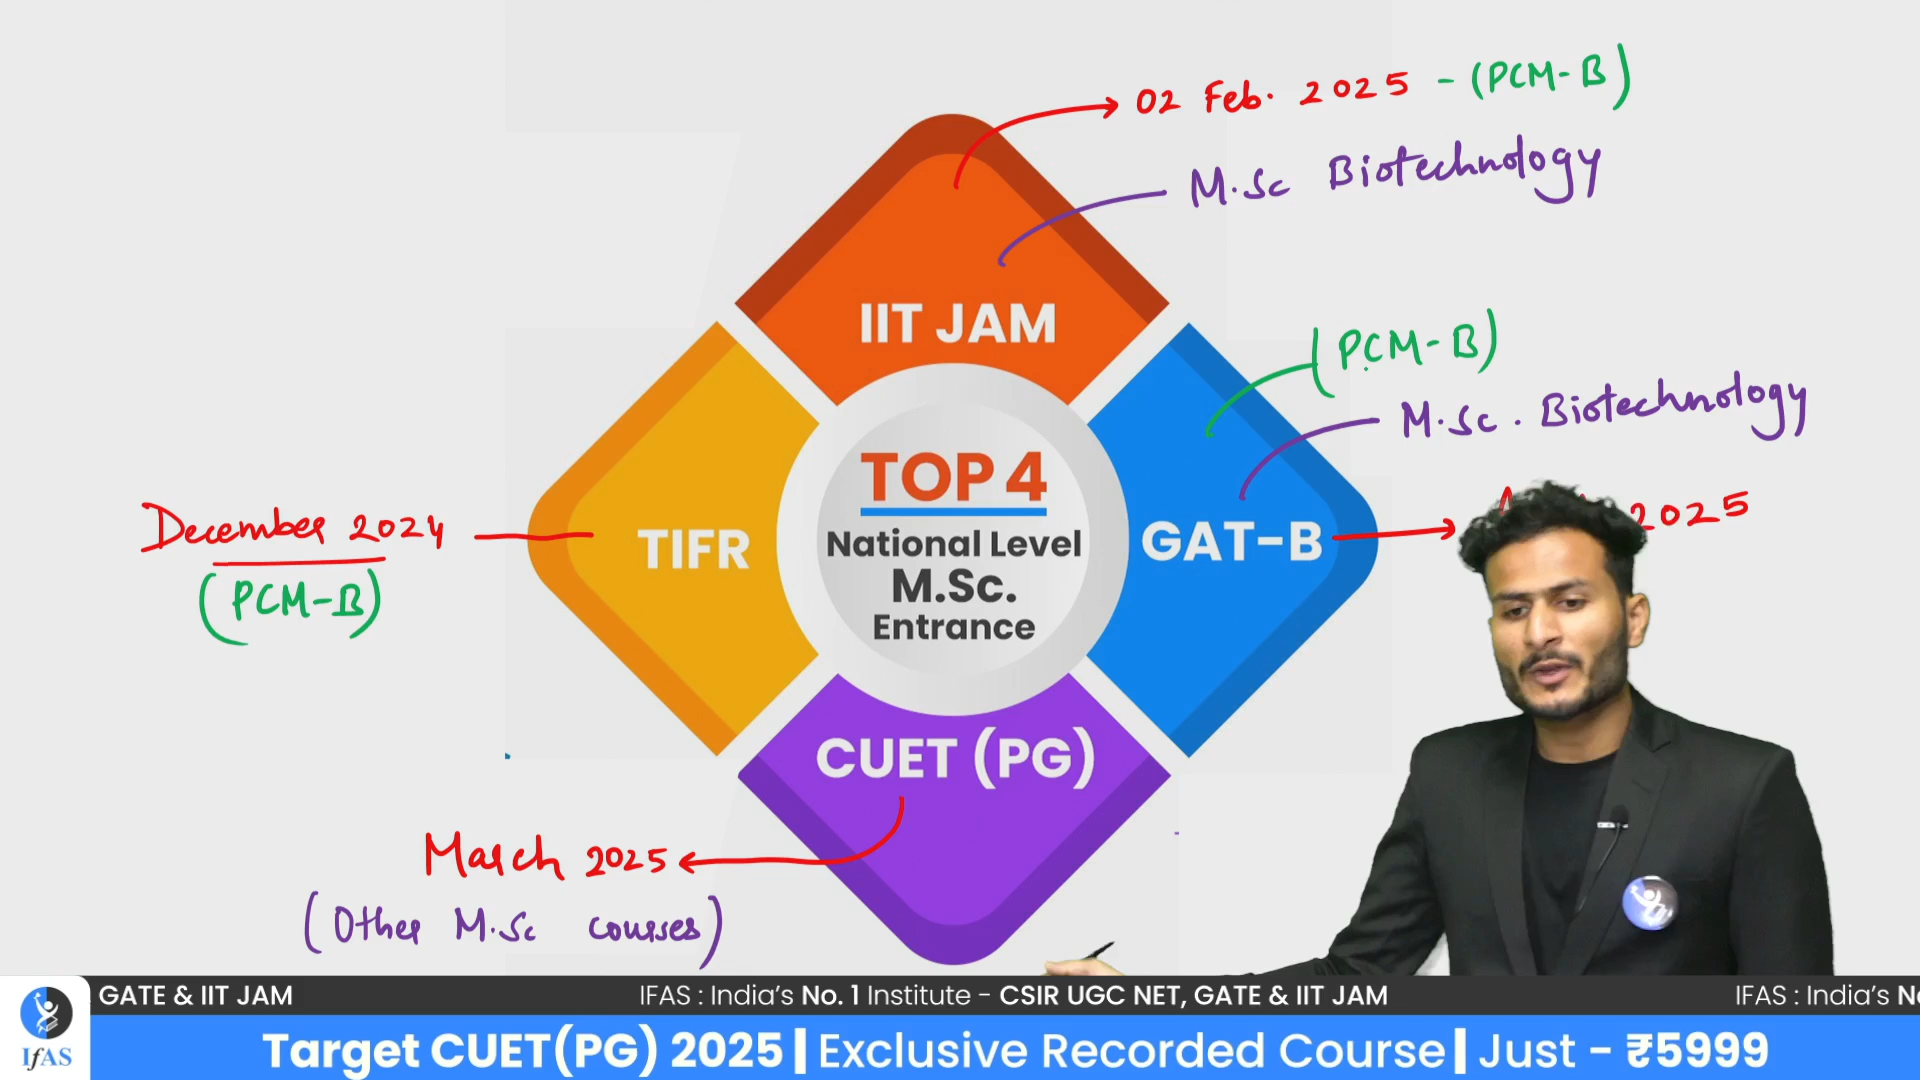 02 Feb. 2025 - (PCM-B)
M.Sc Biotechnology
IIT JAM
(PCM-B)
M.Sc. Biotechnology
2025
GAT-B
TOP 4
National Level
M.Sc.
Entrance
TIFR
December 2024
(PCM-B)
CUET (PG)
March 2025
(Other M.Sc courses)
GATE & IIT JAM
IFAS : India's No. 1 Institute - CSIR UGC NET, GATE & IIT JAM
IFAS : India's
IfAS
Target CUET(PG) 2025 | Exclusive Recorded Course | Just - ₹5999